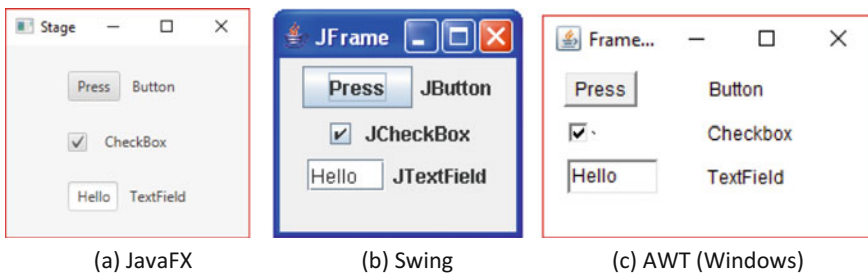 Stage
Press Button
CheckBox
Hello TextField
(a) JavaFX
JFrame
Press JButton
JCheckBox
Hello JTextField
(b) Swing
Frame...
Press Button
Checkbox
Hello TextField
(c) AWT (Windows)